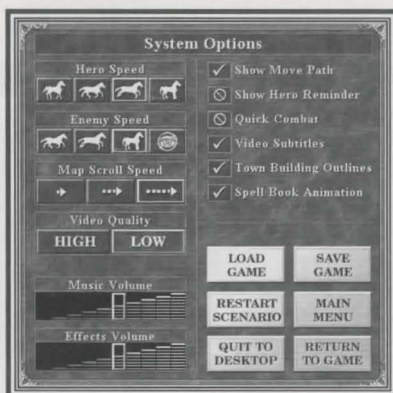 System Options
Hero Speed
Enemy Speed
Map Scroll Speed
Video Quality
HIGH LOW
Music Volume
Effects Volume
Show Move Path
Show Hero Reminder
Quick Combat
Video Subtitles
Town Building Outlines
Spell Book Animation
LOAD
GAME
SAVE
GAME
RESTART
SCENARIO
MAIN
MENU
QUIT TO
DESKTOP
RETURN
TO GAME